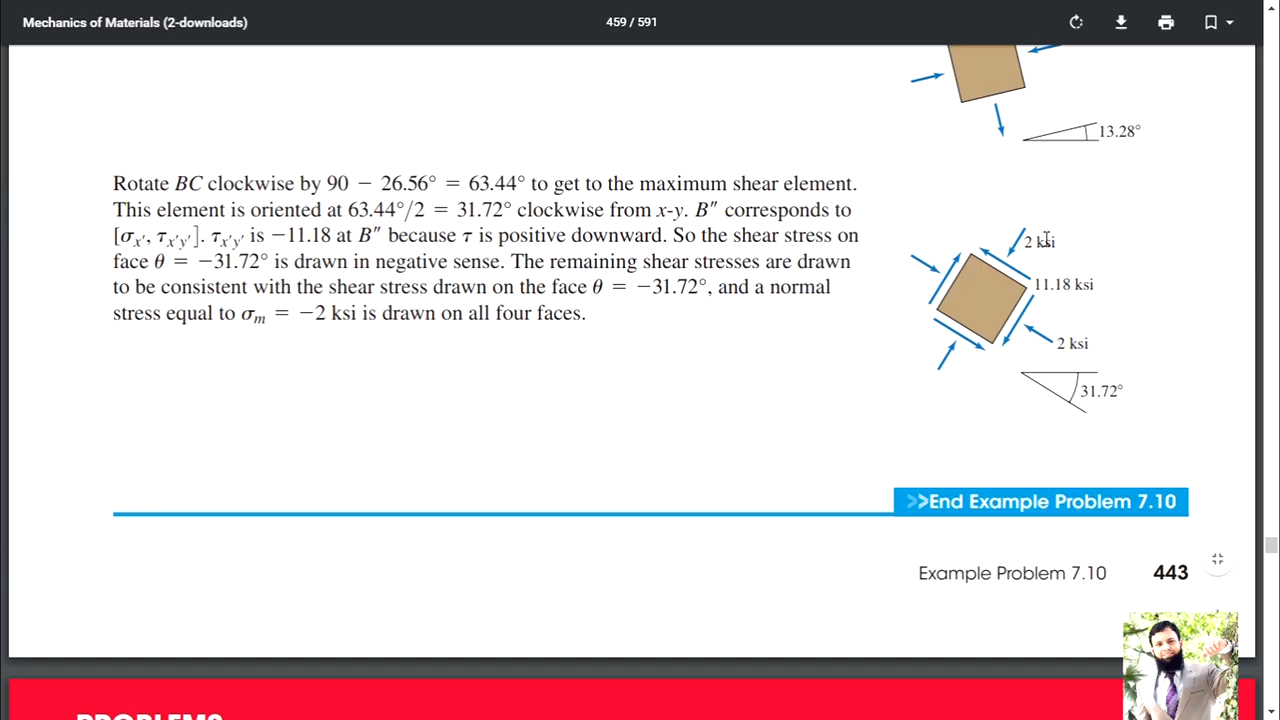 Mechanics of Materials (2-downloads)
459 / 591
13.28°
Rotate BC clockwise by 90 − 26.56° = 63.44° to get to the maximum shear element.
This element is oriented at 63.44°/2 = 31.72° clockwise from x-y. B″ corresponds to
[σx′, τx′y′]. τx′y′ is −11.18 at B″ because τ is positive downward. So the shear stress on
face θ = −31.72° is drawn in negative sense. The remaining shear stresses are drawn
to be consistent with the shear stress drawn on the face θ = −31.72°, and a normal
stress equal to σm = −2 ksi is drawn on all four faces.
2 ksi
11.18 ksi
2 ksi
31.72°
>>End Example Problem 7.10
Example Problem 7.10 443
PROBLEMS